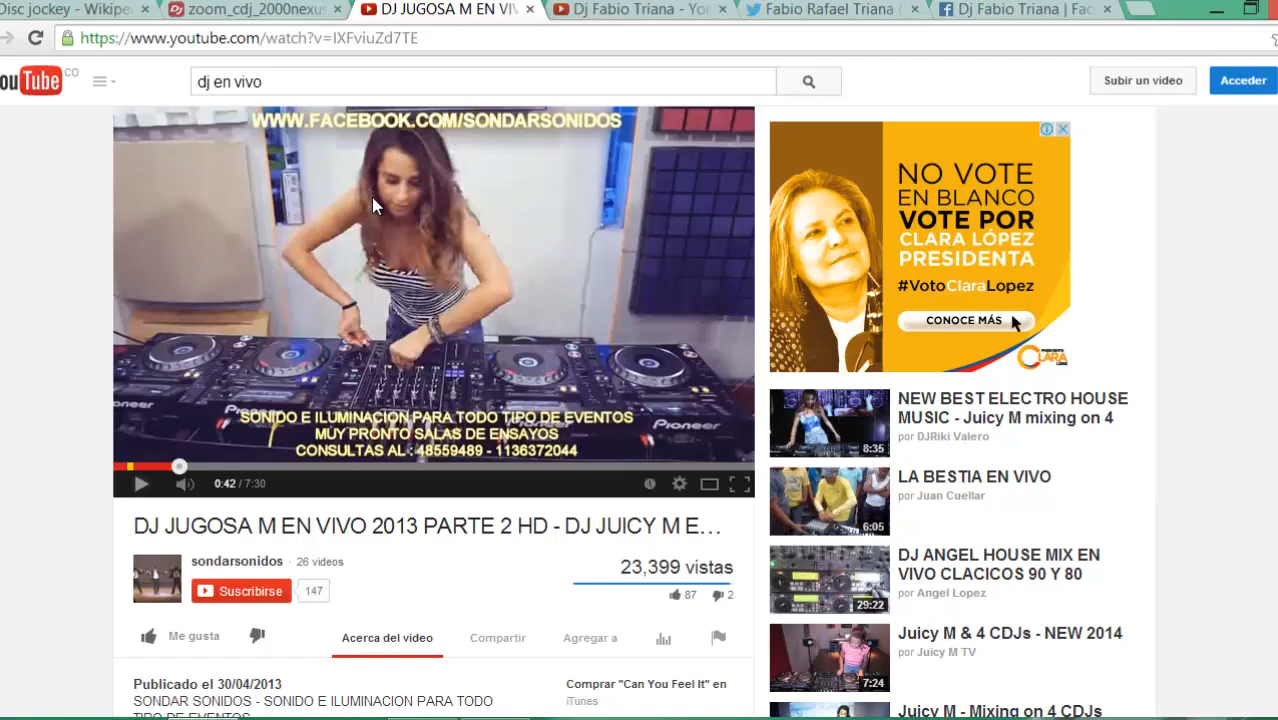 Disc jockey - Wikipe
zoom_cdj_2000nexus
DJ JUGOSA M EN VIV
Dj Fabio Triana - You
Fabio Rafael Triana (
Dj Fabio Triana | Fac
https://www.youtube.com/watch?v=IXFviuZd7TE
ouTube CO
dj en vivo
Subir un video
Acceder
WWW.FACEBOOK.COM/SONDARSONIDOS
Pioneer
SONIDO E ILUMINACION PARA TODO TIPO DE EVENTOS
MUY PRONTO SALAS DE ENSAYOS
CONSULTAS AL : 48559489 - 1136372044
Pioneer
0:42 / 7:30
NO VOTE
EN BLANCO
VOTE POR
CLARA LÓPEZ
PRESIDENTA
#VotoClaraLopez
CONOCE MÁS
PRESIDENTA
CLARA
LÓPEZ
DJ JUGOSA M EN VIVO 2013 PARTE 2 HD - DJ JUICY M E...
sondarsonidos · 26 videos
Suscribirse 147
23,399 vistas
87 2
Me gusta
Acerca del video
Compartir
Agregar a
Publicado el 30/04/2013
SONDAR SONIDOS - SONIDO E ILUMINACION PARA TODO
TIPO DE EVENTOS
Comprar "Can You Feel It" en
iTunes
NEW BEST ELECTRO HOUSE
MUSIC - Juicy M mixing on 4
por DJRiki Valero
8:35
LA BESTIA EN VIVO
por Juan Cuellar
6:05
DJ ANGEL HOUSE MIX EN
VIVO CLACICOS 90 Y 80
por Angel Lopez
29:22
Juicy M & 4 CDJs - NEW 2014
por Juicy M TV
7:24
Juicy M - Mixing on 4 CDJs